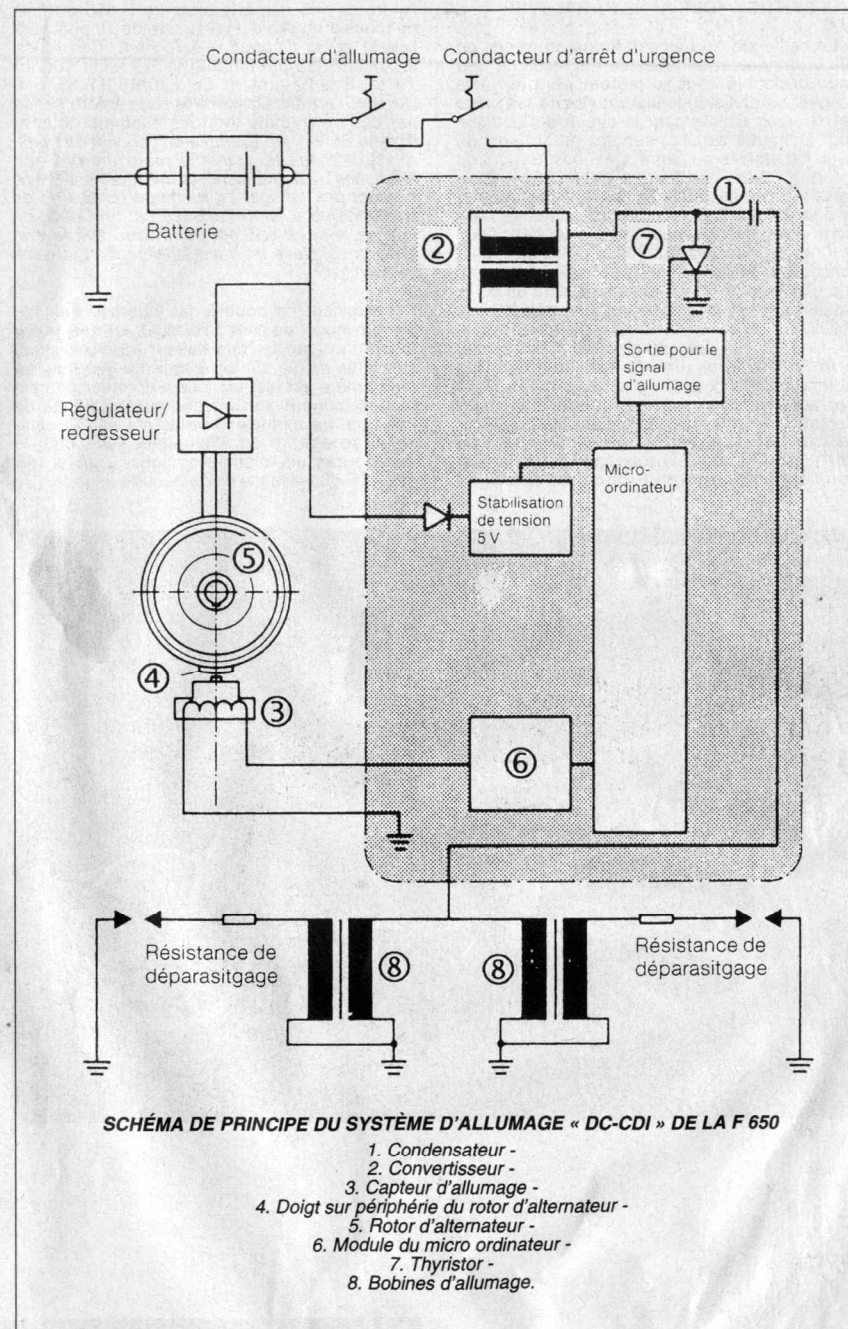 Condacteur d'allumage
Condacteur d'arrêt d'urgence
Batterie
①
②
⑦
Sortie pour le
signal
d'allumage
Régulateur/
redresseur
Micro-
ordinateur
Stabilisation
de tension
5 V
⑤
④
③
⑥
Résistance de
déparasitgage
⑧
⑧
Résistance de
déparasitgage
SCHÉMA DE PRINCIPE DU SYSTÈME D'ALLUMAGE « DC-CDI » DE LA F 650
1. Condensateur -
2. Convertisseur -
3. Capteur d'allumage -
4. Doigt sur périphérie du rotor d'alternateur -
5. Rotor d'alternateur -
6. Module du micro ordinateur -
7. Thyristor -
8. Bobines d'allumage.